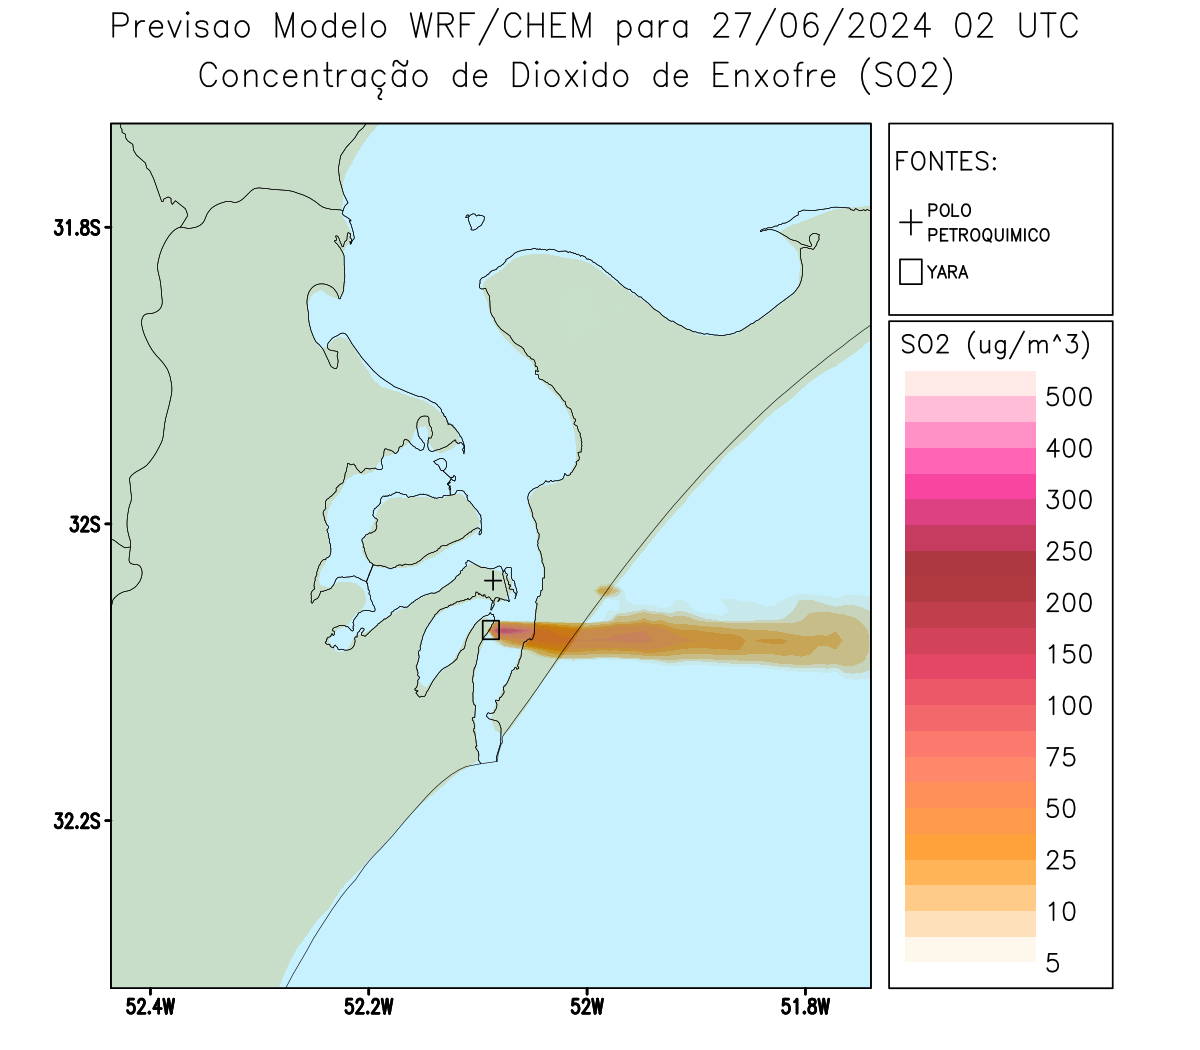 Previsao Modelo WRF/CHEM para 27/06/2024 02 UTC
Concentração de Dioxido de Enxofre (SO2)
FONTES:
POLO
PETROQUIMICO
YARA
31.8S
32S
32.2S
52.4W
52.2W
52W
51.8W
SO2 (ug/m^3)
500
400
300
250
200
150
100
75
50
25
10
5